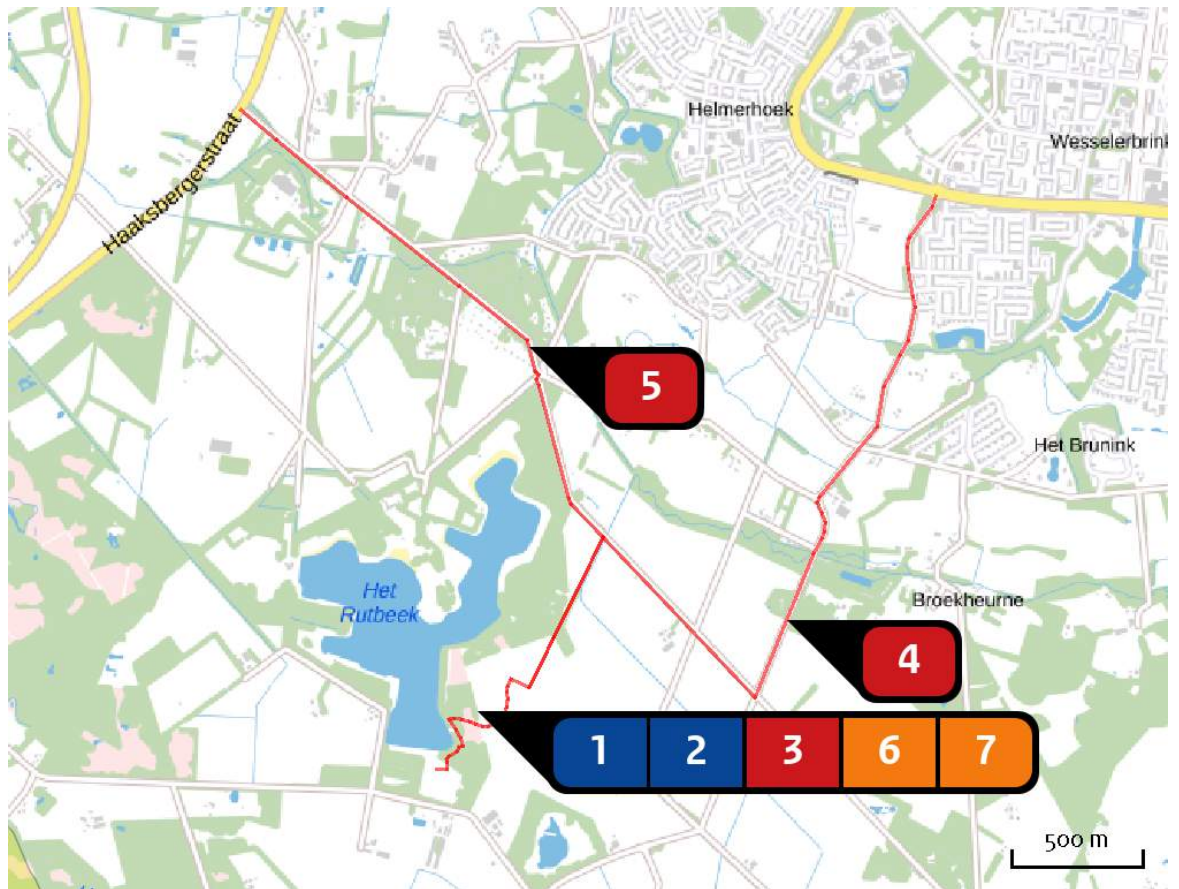 Helmerhoek
Wesselerbrink
Haaksbergerstraat
5
Het Brunink
Het
Rutbeek
Broekheurne
4
1 2 3 6 7
500 m